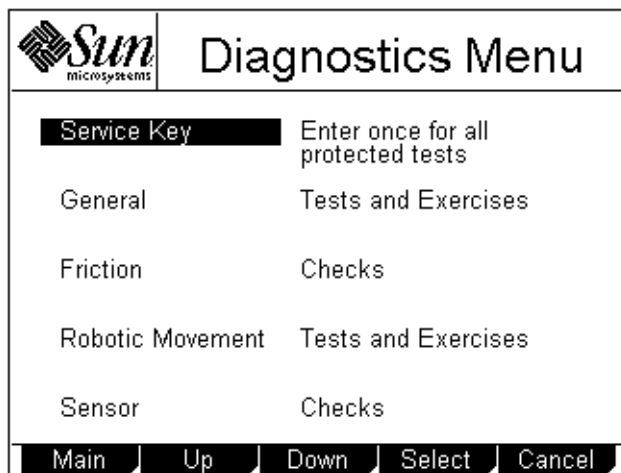 Sun
microsystems
Diagnostics Menu
Service Key Enter once for all
protected tests
General Tests and Exercises
Friction Checks
Robotic Movement Tests and Exercises
Sensor Checks
Main Up Down Select Cancel